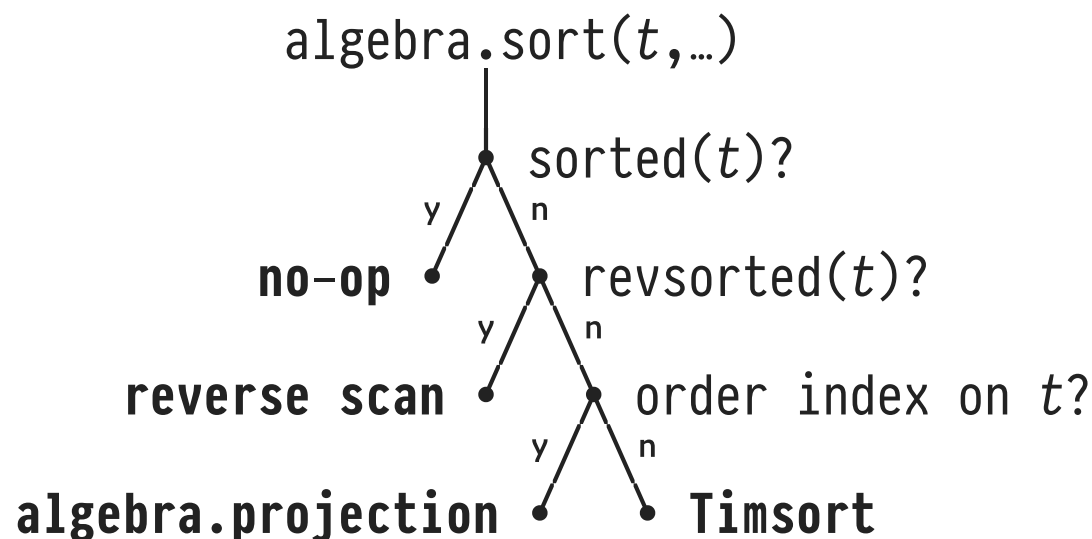 algebra.sort(t,…)
sorted(t)?
y n
no-op revsorted(t)?
y n
reverse scan order index on t?
y n
algebra.projection Timsort